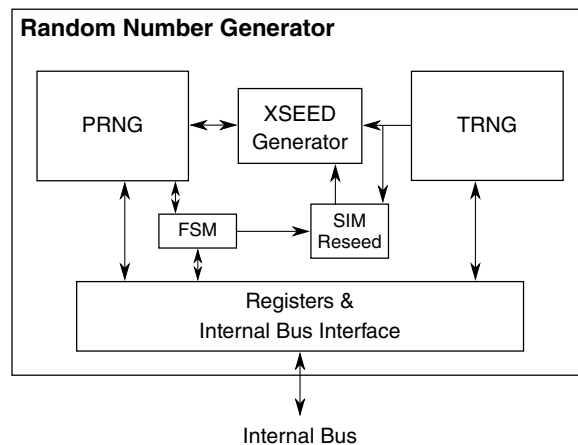 Random Number Generator
PRNG
XSEED
Generator
TRNG
FSM
SIM
Reseed
Registers &
Internal Bus Interface
Internal Bus